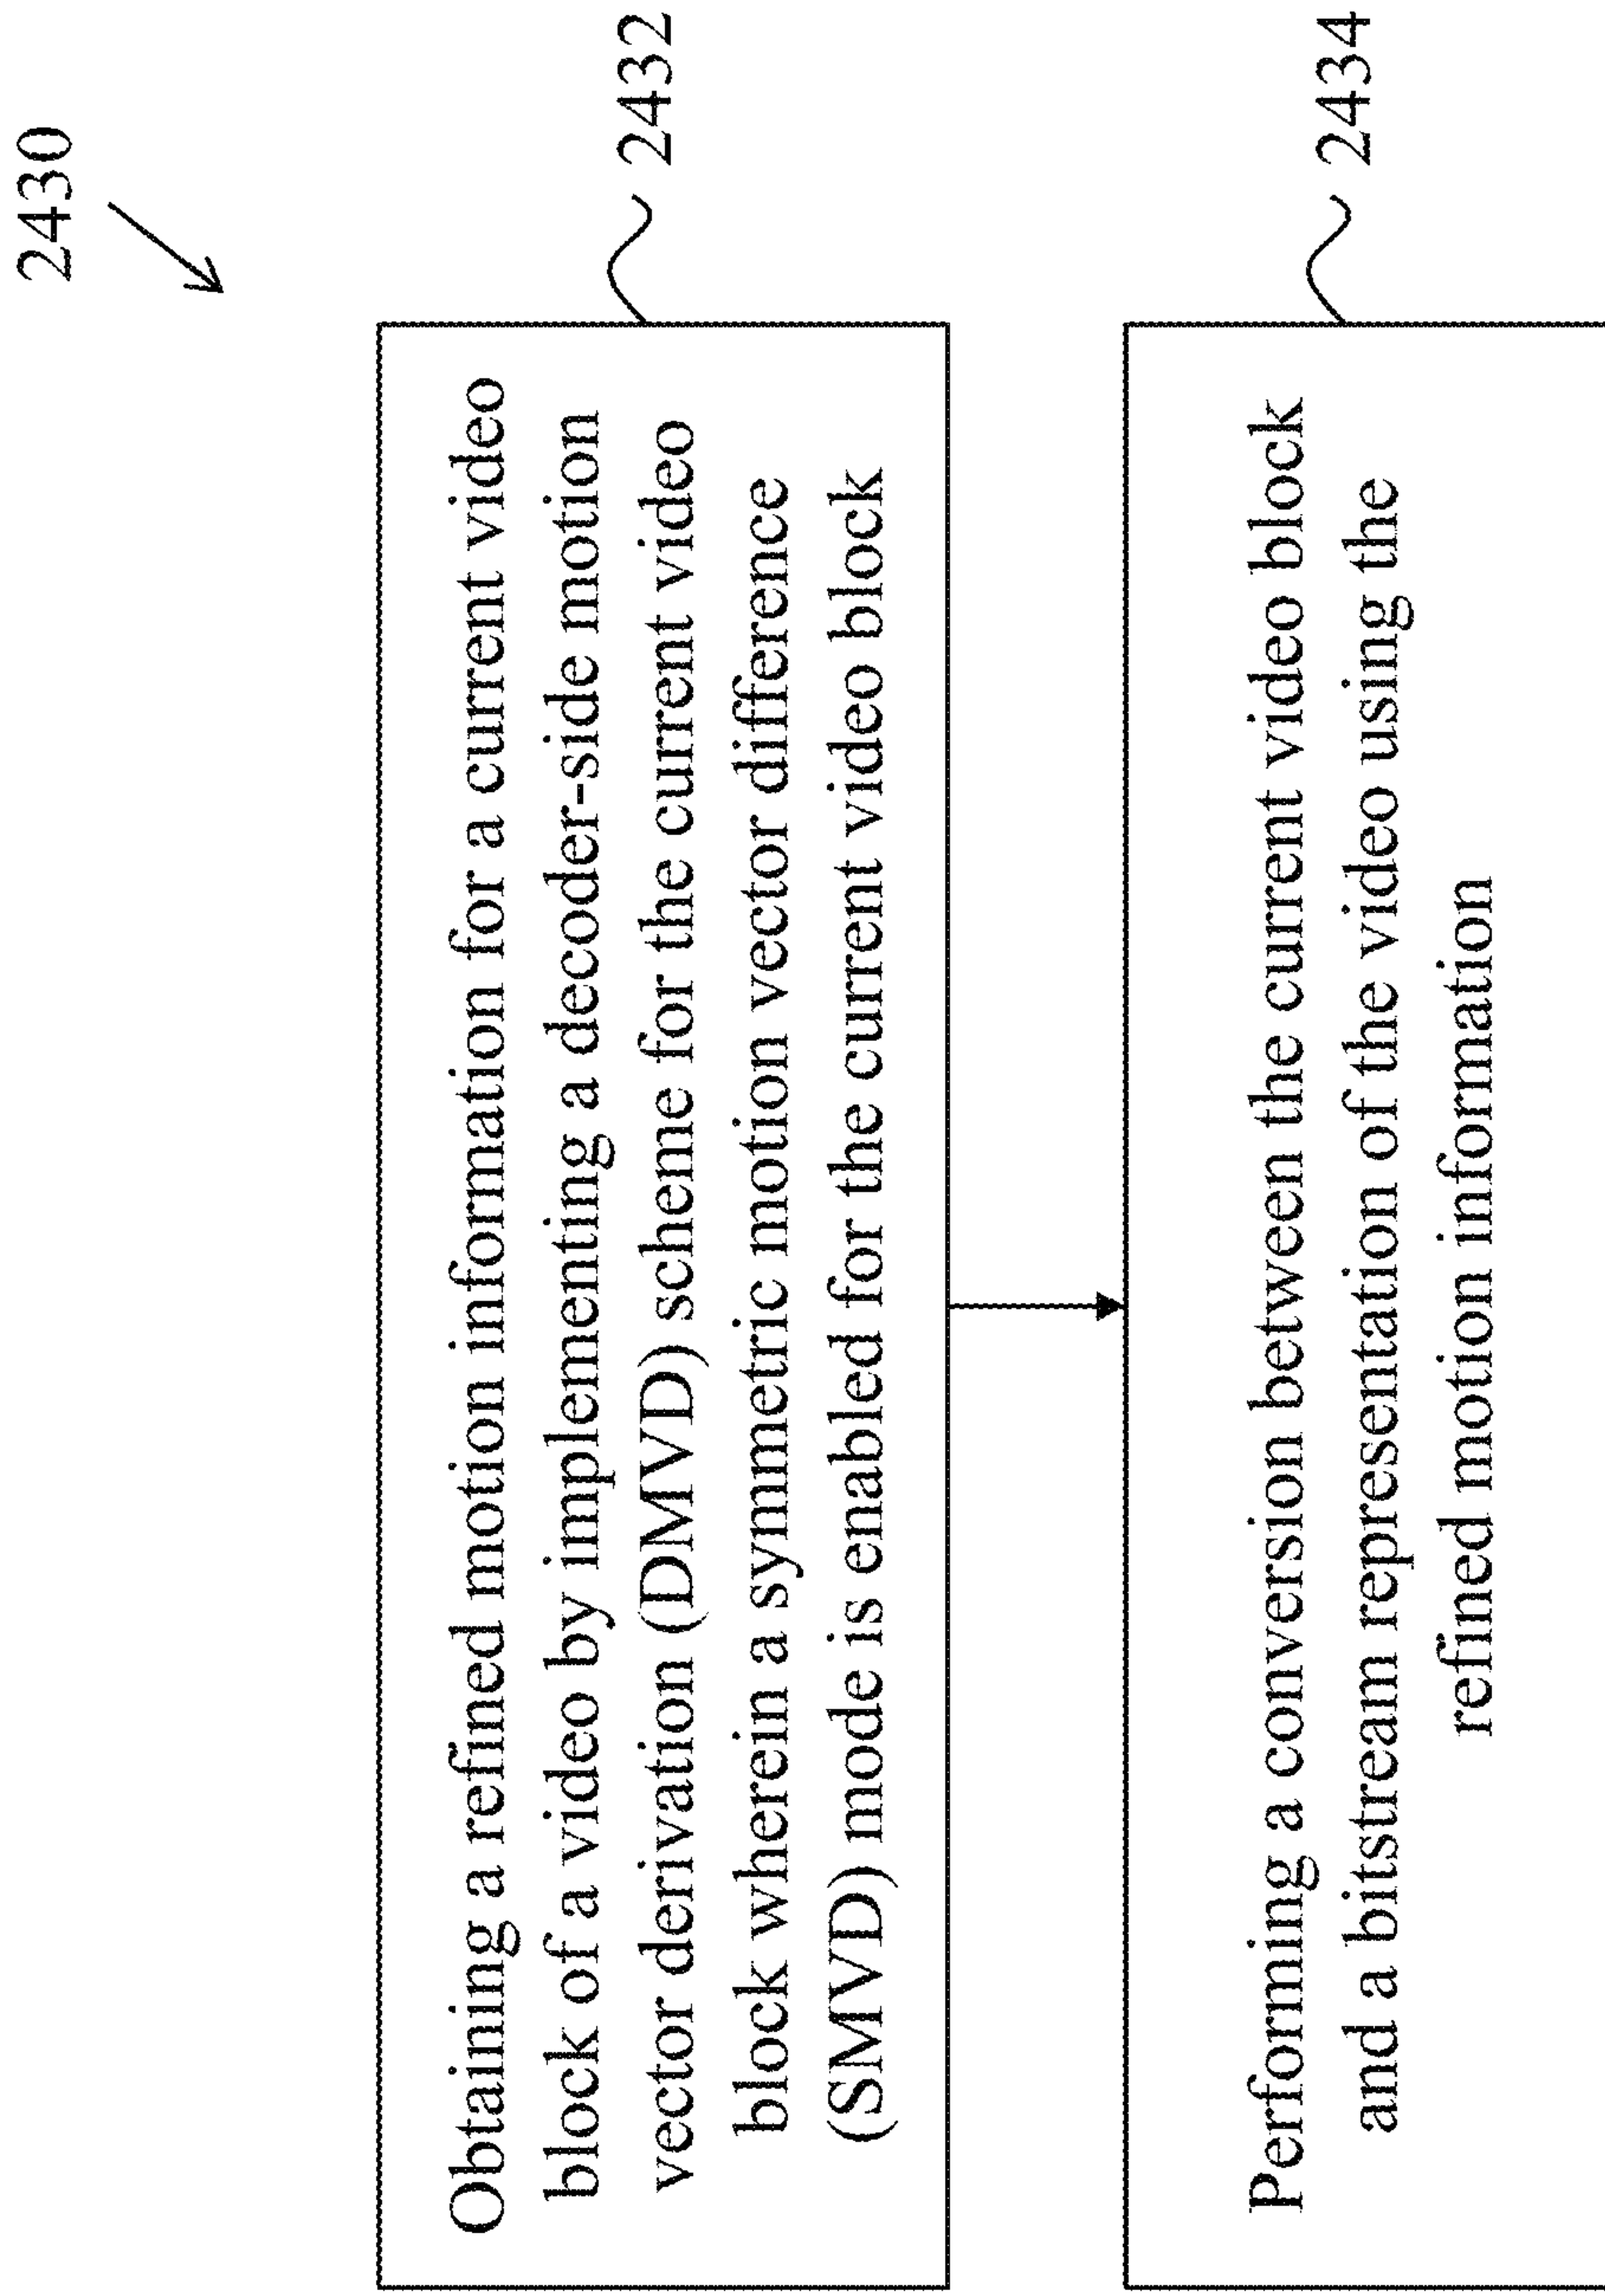 2430
Obtaining a refined motion information for a current video
block of a video by implementing a decoder-side motion
vector derivation (DMVD) scheme for the current video
block wherein a symmetric motion vector difference
(SMVD) mode is enabled for the current video block
2432
Performing a conversion between the current video block
and a bitstream representation of the video using the
refined motion information
2434